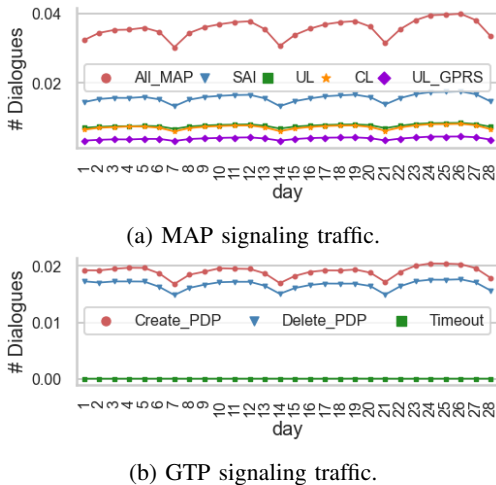 0.04
0.02
# Dialogues
All_MAP SAI UL CL UL_GPRS
1 2 3 4 5 6 7 8 9 10 11 12 13 14 15 16 17 18 19 20 21 22 23 24 25 26 27 28
day
(a) MAP signaling traffic.
0.02
0.01
0.00
# Dialogues
Create_PDP Delete_PDP Timeout
1 2 3 4 5 6 7 8 9 10 11 12 13 14 15 16 17 18 19 20 21 22 23 24 25 26 27 28
day
(b) GTP signaling traffic.